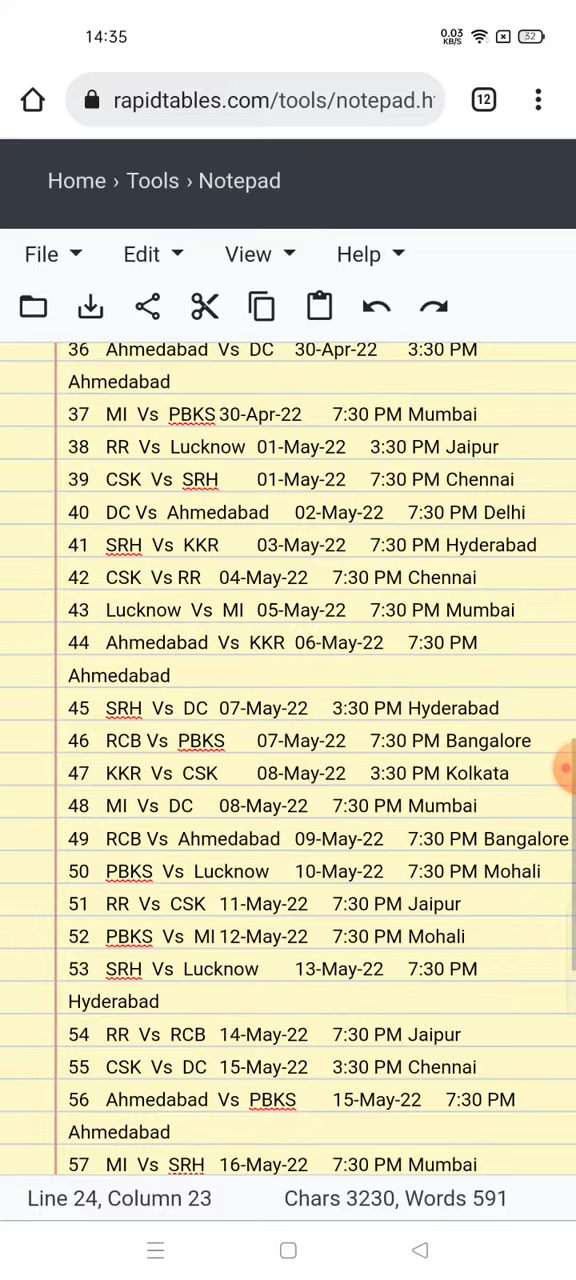 14:35
0.03 KB/S 32
rapidtables.com/tools/notepad.h
12
Home › Tools › Notepad
File Edit View Help
36 Ahmedabad Vs DC 30-Apr-22 3:30 PM
Ahmedabad
37 MI Vs PBKS 30-Apr-22 7:30 PM Mumbai
38 RR Vs Lucknow 01-May-22 3:30 PM Jaipur
39 CSK Vs SRH 01-May-22 7:30 PM Chennai
40 DC Vs Ahmedabad 02-May-22 7:30 PM Delhi
41 SRH Vs KKR 03-May-22 7:30 PM Hyderabad
42 CSK Vs RR 04-May-22 7:30 PM Chennai
43 Lucknow Vs MI 05-May-22 7:30 PM Mumbai
44 Ahmedabad Vs KKR 06-May-22 7:30 PM
Ahmedabad
45 SRH Vs DC 07-May-22 3:30 PM Hyderabad
46 RCB Vs PBKS 07-May-22 7:30 PM Bangalore
47 KKR Vs CSK 08-May-22 3:30 PM Kolkata
48 MI Vs DC 08-May-22 7:30 PM Mumbai
49 RCB Vs Ahmedabad 09-May-22 7:30 PM Bangalore
50 PBKS Vs Lucknow 10-May-22 7:30 PM Mohali
51 RR Vs CSK 11-May-22 7:30 PM Jaipur
52 PBKS Vs MI 12-May-22 7:30 PM Mohali
53 SRH Vs Lucknow 13-May-22 7:30 PM
Hyderabad
54 RR Vs RCB 14-May-22 7:30 PM Jaipur
55 CSK Vs DC 15-May-22 3:30 PM Chennai
56 Ahmedabad Vs PBKS 15-May-22 7:30 PM
Ahmedabad
57 MI Vs SRH 16-May-22 7:30 PM Mumbai
Line 24, Column 23 Chars 3230, Words 591